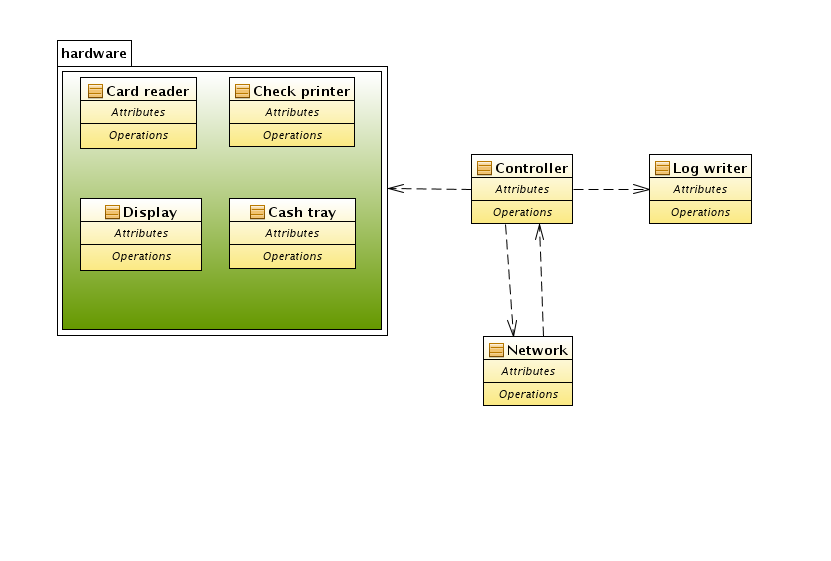 hardware
Card reader
Attributes
Operations
Check printer
Attributes
Operations
Display
Attributes
Operations
Cash tray
Attributes
Operations
Controller
Attributes
Operations
Log writer
Attributes
Operations
Network
Attributes
Operations